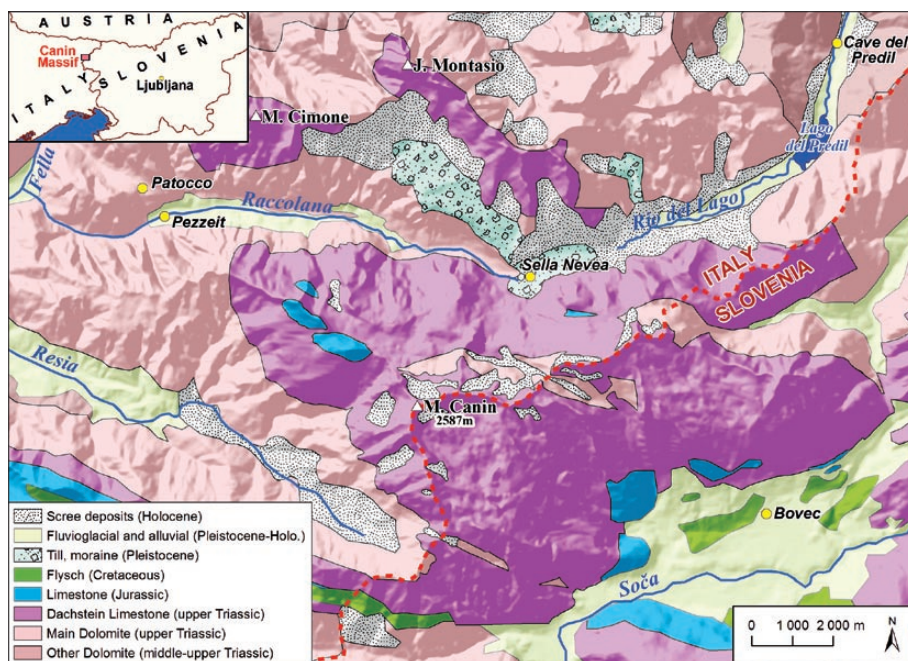 AUSTRIA
Canin
Massif
ITALY
SLOVENIA
Ljubljana
J. Montasio
Cave del
Predil
M. Cimone
Lago
del Predil
Fella
Patocco
Raccolana
Pezzeit
Rio del Lago
Sella Nevea
ITALY
SLOVENIA
Resia
M. Canin
2587m
Bovec
Soča
Scree deposits (Holocene)
Fluvioglacial and alluvial (Pleistocene-Holo.)
Till, moraine (Pleistocene)
Flysch (Cretaceous)
Limestone (Jurassic)
Dachstein Limestone (upper Triassic)
Main Dolomite (upper Triassic)
Other Dolomite (middle-upper Triassic)
0 1 000 2 000 m
N